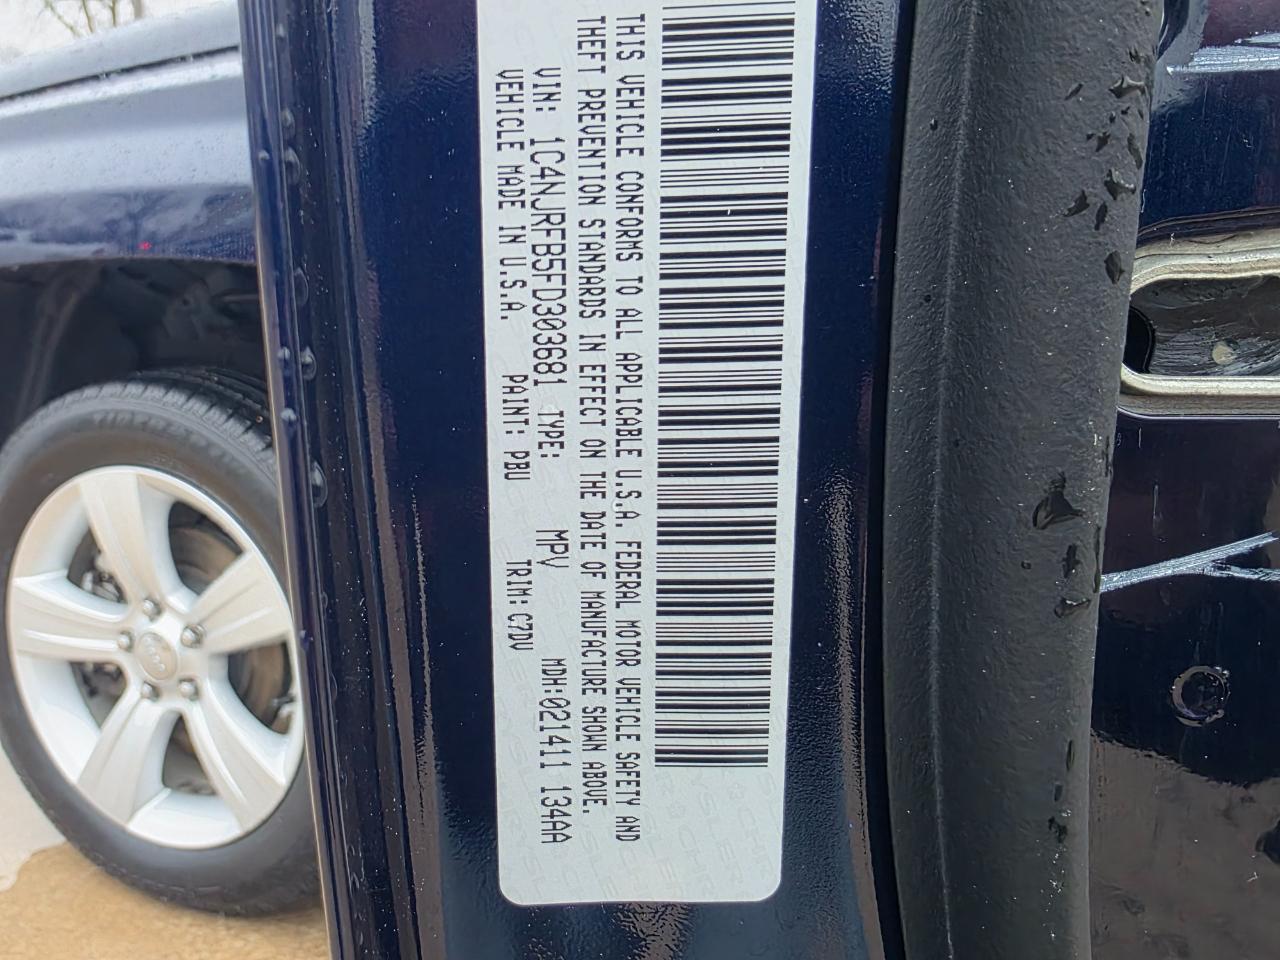 THIS VEHICLE CONFORMS TO ALL APPLICABLE U.S.A. FEDERAL MOTOR VEHICLE SAFETY AND
THEFT PREVENTION STANDARDS IN EFFECT ON THE DATE OF MANUFACTURE SHOWN ABOVE.
VIN: 1C4NJRFB5FD303681 TYPE: MPV MDH:021411 134AA
VEHICLE MADE IN U.S.A. PAINT: PBU TRIM: C7DV